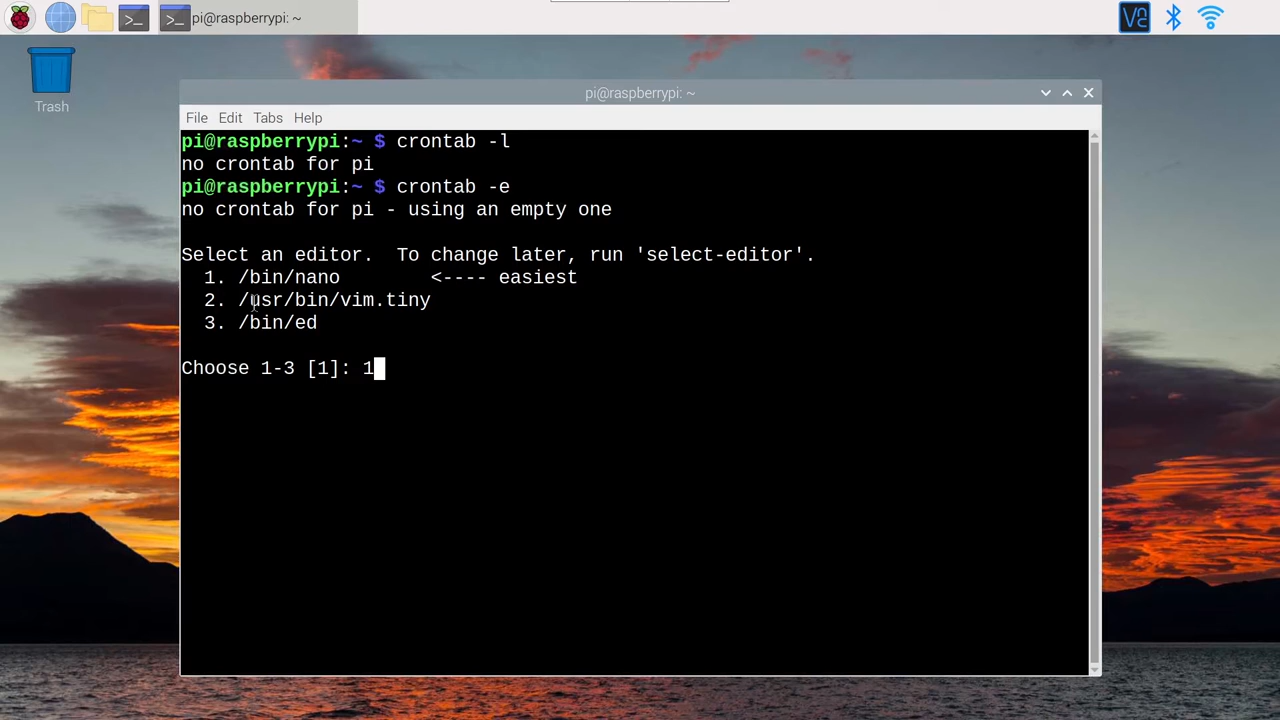 pi@raspberrypi: ~
Trash
pi@raspberrypi: ~
File Edit Tabs Help
pi@raspberrypi:~ $ crontab -l
no crontab for pi
pi@raspberrypi:~ $ crontab -e
no crontab for pi - using an empty one
Select an editor.  To change later, run 'select-editor'.
  1. /bin/nano        <---- easiest
  2. /usr/bin/vim.tiny
  3. /bin/ed
Choose 1-3 [1]: 1